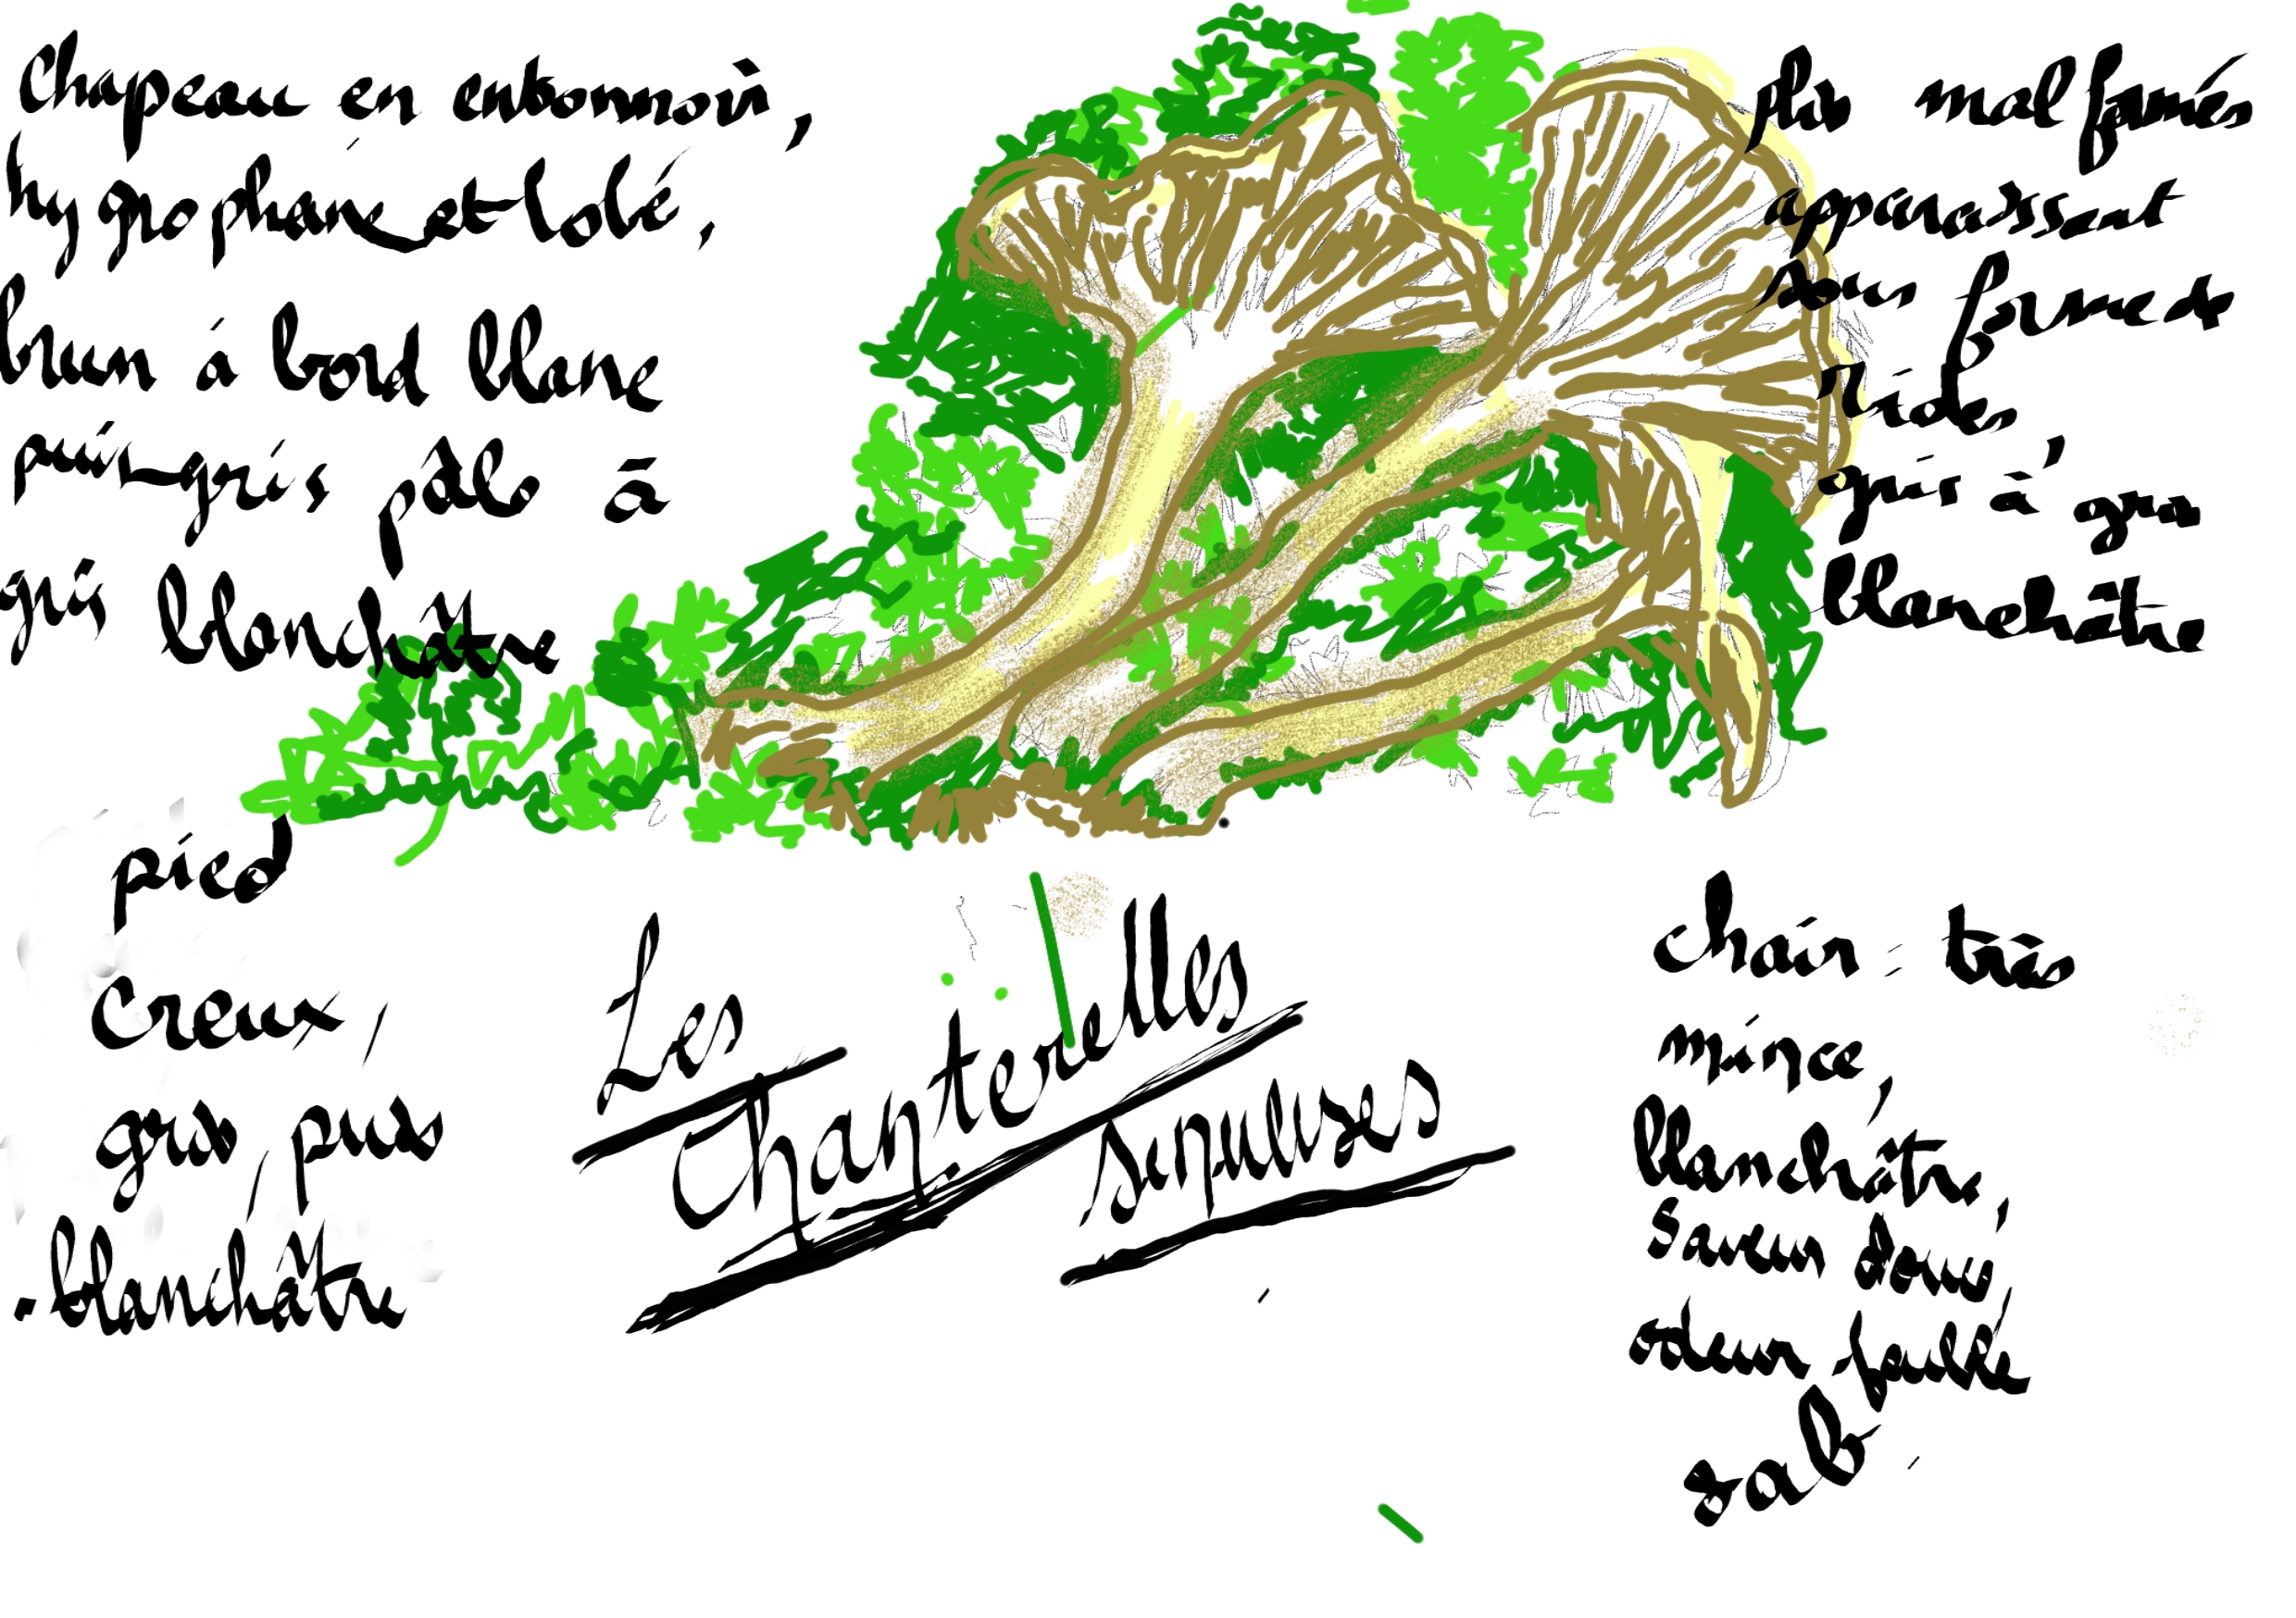 Chapeau en entonnoir,
hygrophane et lobé,
brun à bord blanc
puis gris pâle à
gris blanchâtre
plis mal formés
apparaissent
sous forme de
rides,
gris à gris
blanchâtre
pied
creux,
gris, puis
blanchâtre
Les
Chanterelles
sinueuses
chair : très
mince,
blanchâtre,
saveur douce,
odeur faible